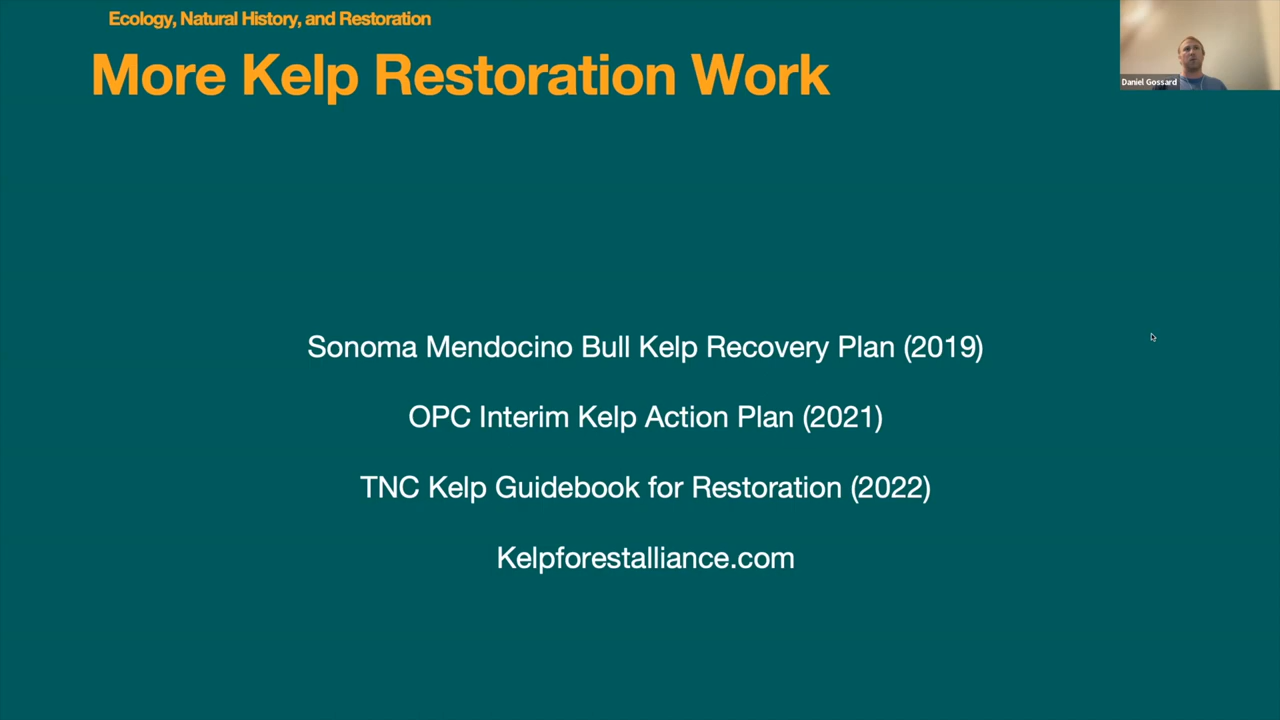 Ecology, Natural History, and Restoration
More Kelp Restoration Work
Daniel Gossard
Sonoma Mendocino Bull Kelp Recovery Plan (2019)
OPC Interim Kelp Action Plan (2021)
TNC Kelp Guidebook for Restoration (2022)
Kelpforestalliance.com